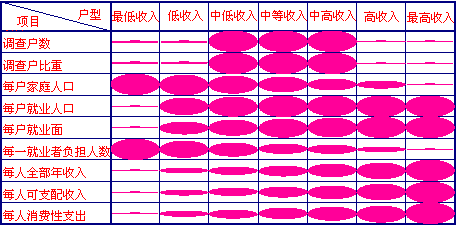 户型
项目
最低收入 低收入 中低收入 中等收入 中高收入 高收入 最高收入
调查户数
调查户比重
每户家庭人口
每户就业人口
每户就业面
每一就业者负担人数
每人全部年收入
每人可支配收入
每人消费性支出